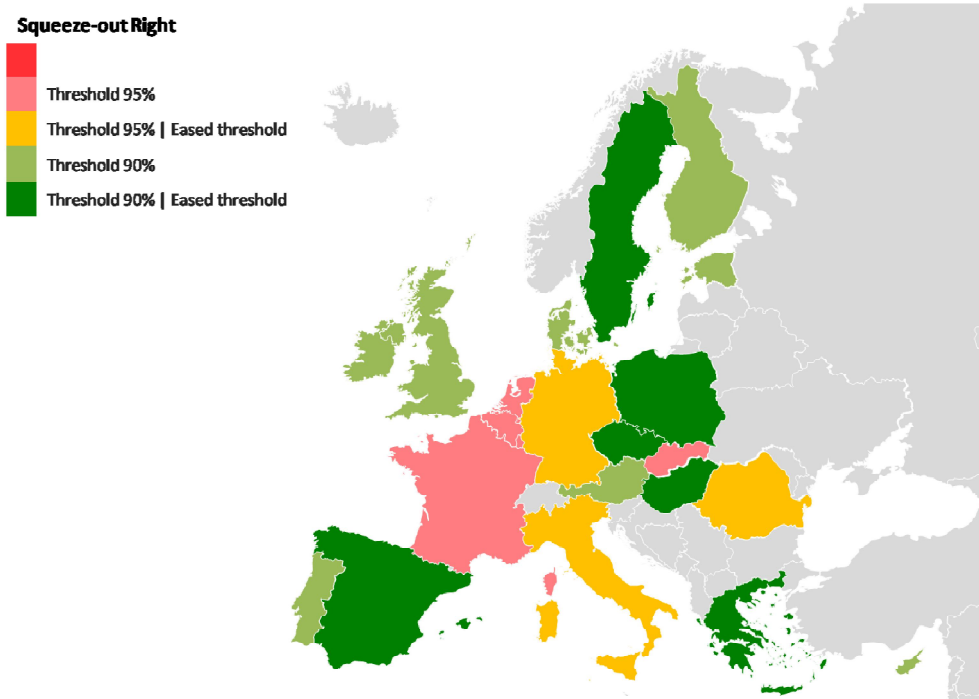 Squeeze-out Right
Threshold 95%
Threshold 95% | Eased threshold
Threshold 90%
Threshold 90% | Eased threshold